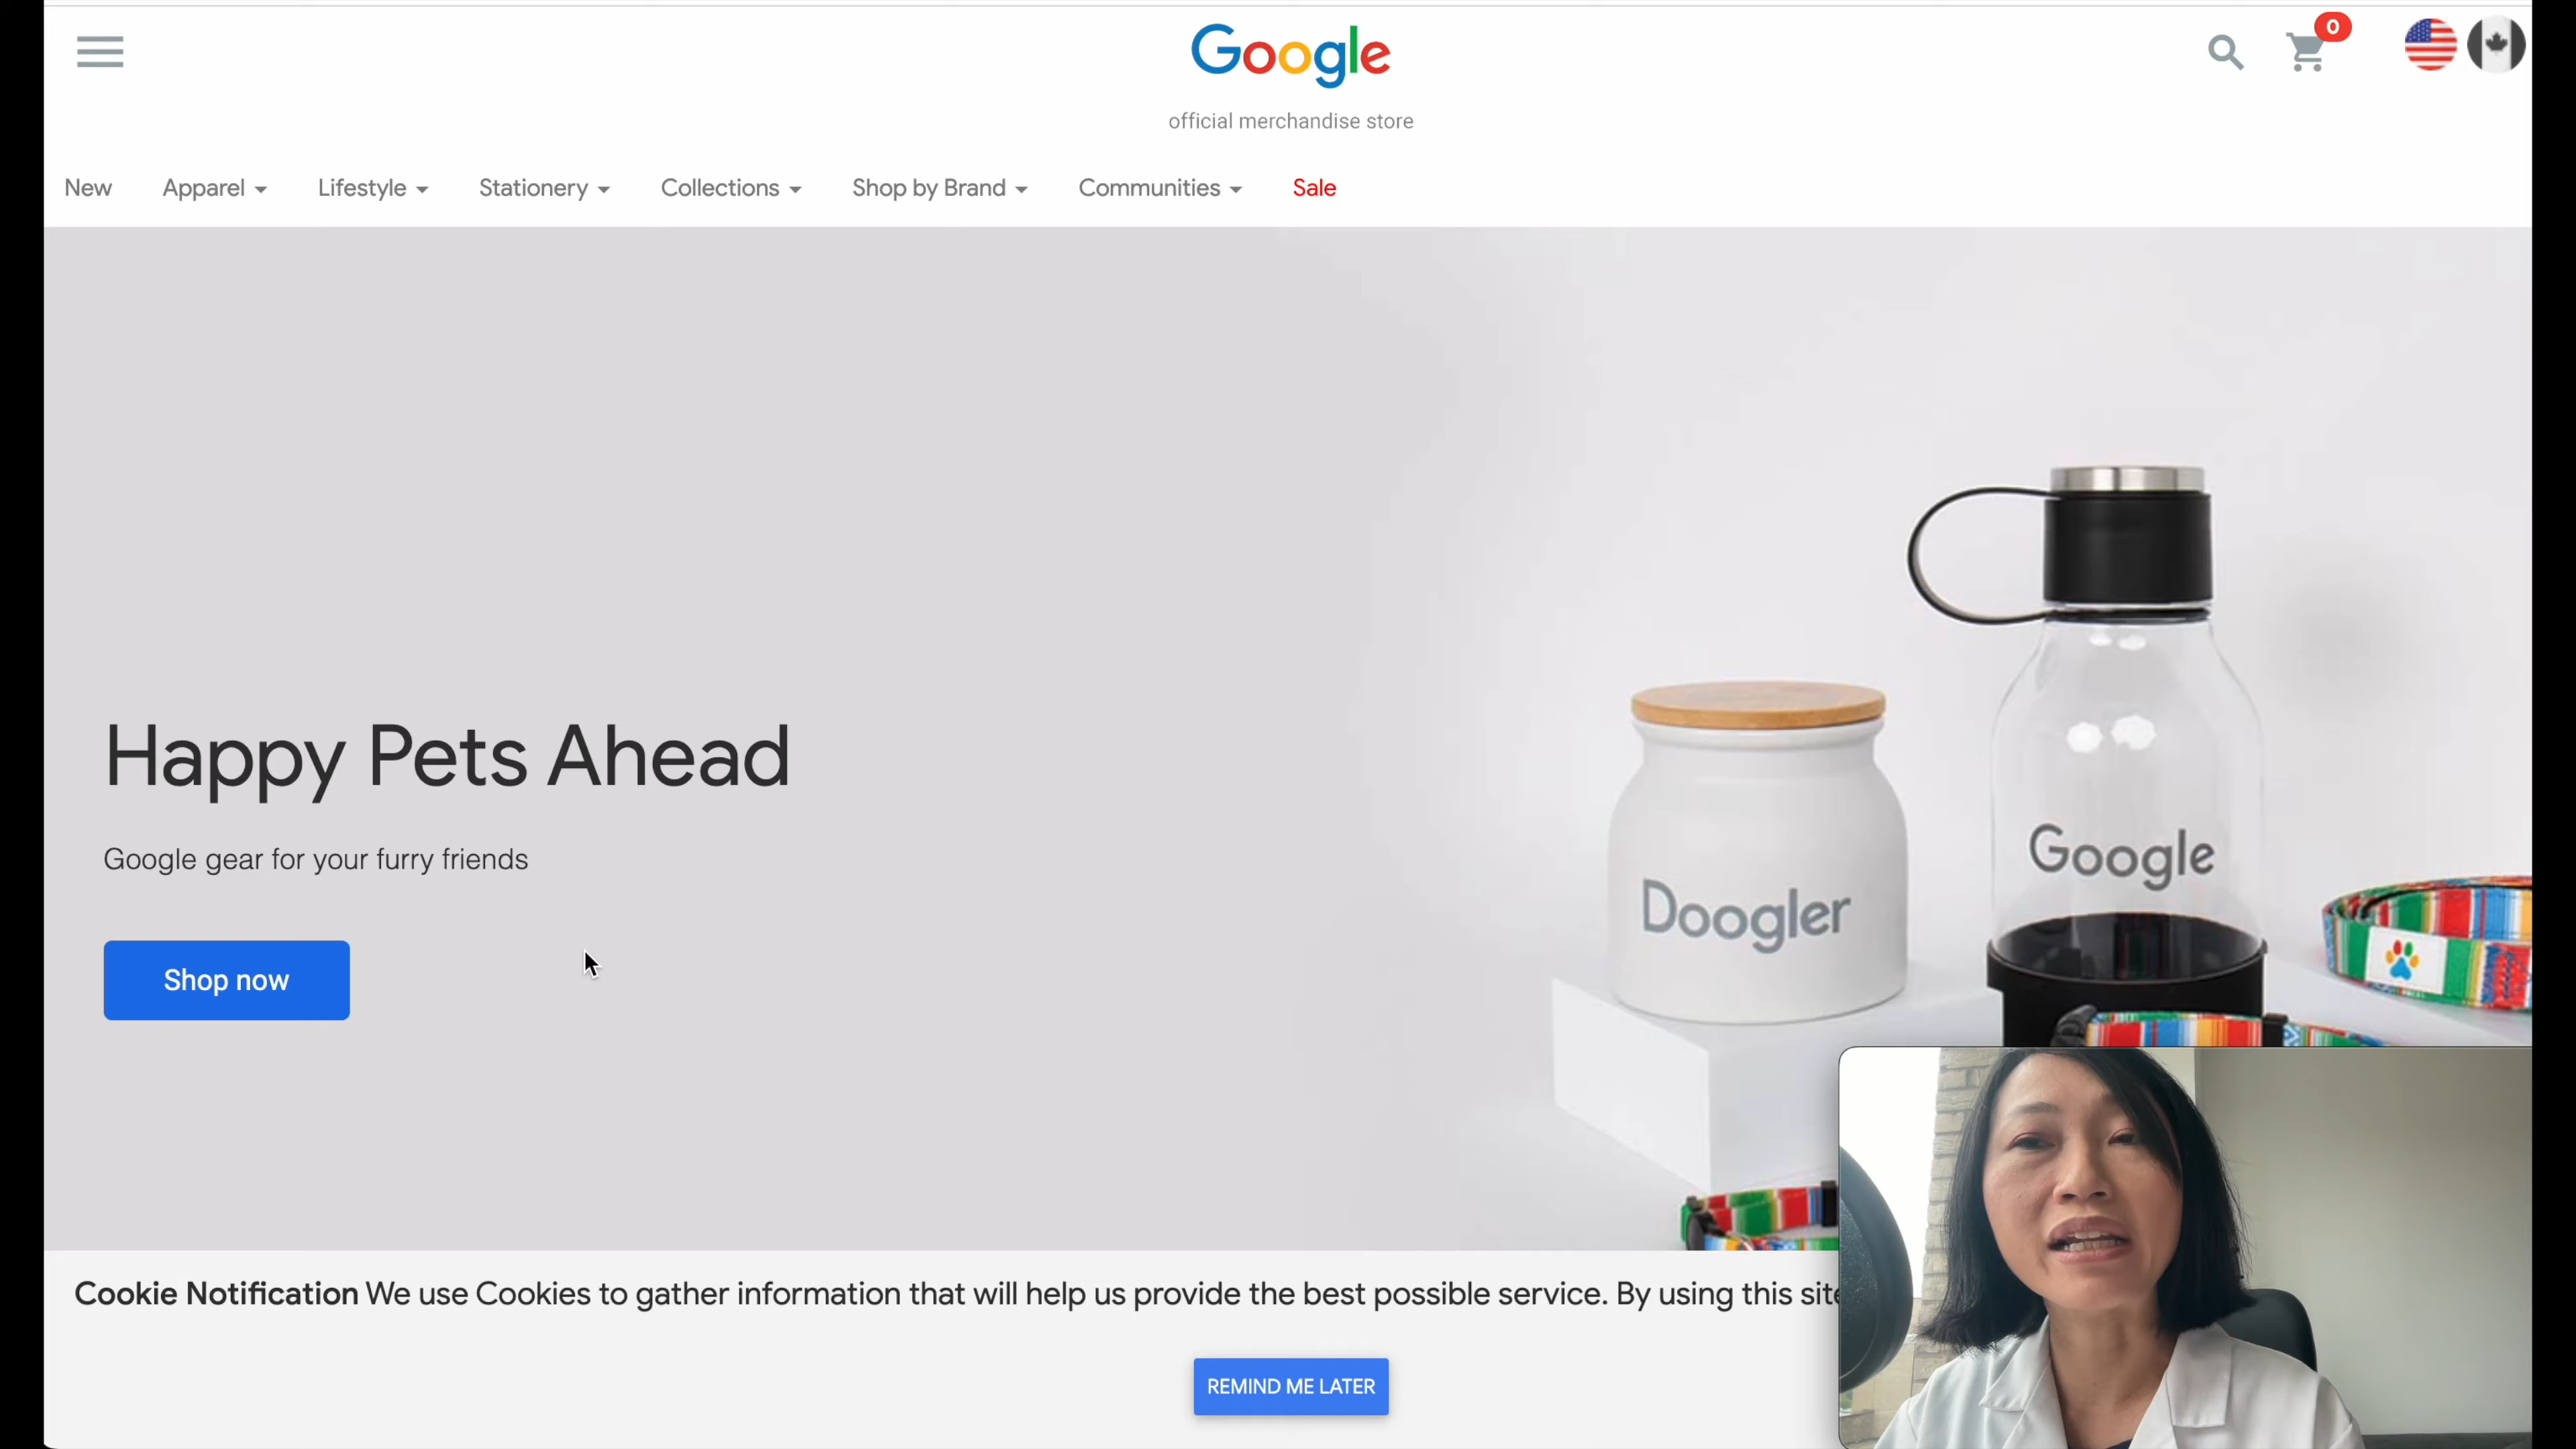 Google
0
official merchandise store
New Apparel Lifestyle Stationery Collections Shop by Brand Communities Sale
Happy Pets Ahead
Google gear for your furry friends
Shop now
Doogler
Google
Cookie Notification We use Cookies to gather information that will help us provide the best possible service. By using this site
REMIND ME LATER